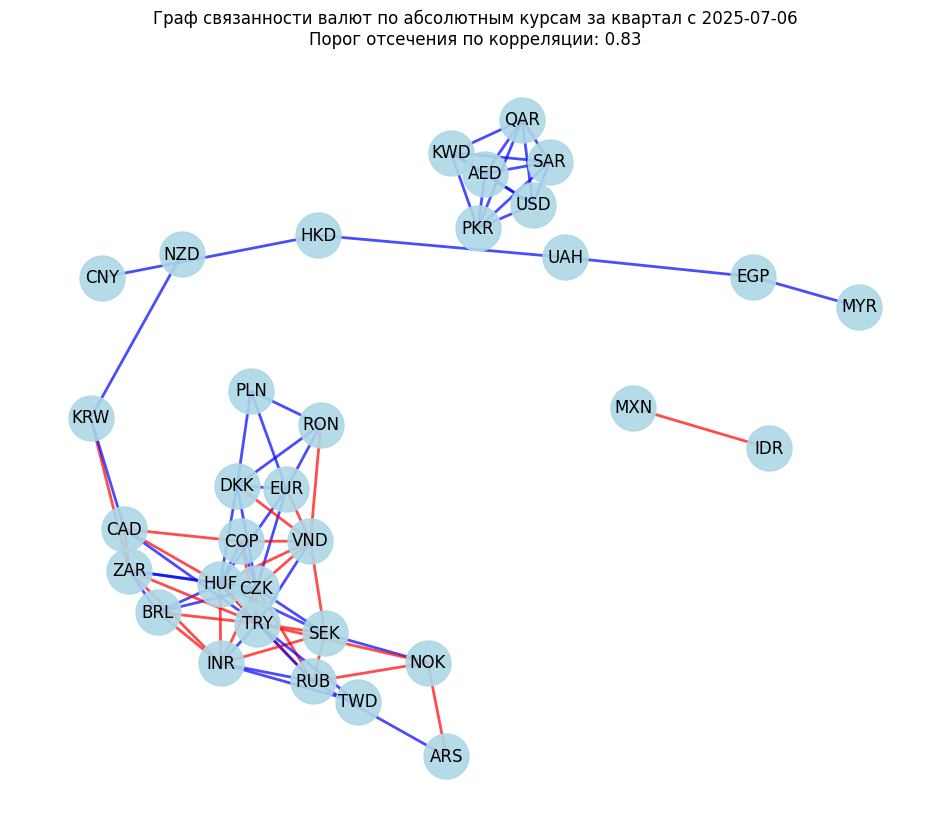 Граф связанности валют по абсолютным курсам за квартал с 2025-07-06
Порог отсечения по корреляции: 0.83
QAR
KWD
SAR
AED
USD
PKR
HKD
NZD
UAH
CNY
EGP
MYR
PLN
MXN
KRW
RON
IDR
DKK
EUR
CAD
COP
VND
ZAR
HUF
CZK
BRL
TRY
SEK
INR
NOK
RUB
TWD
ARS